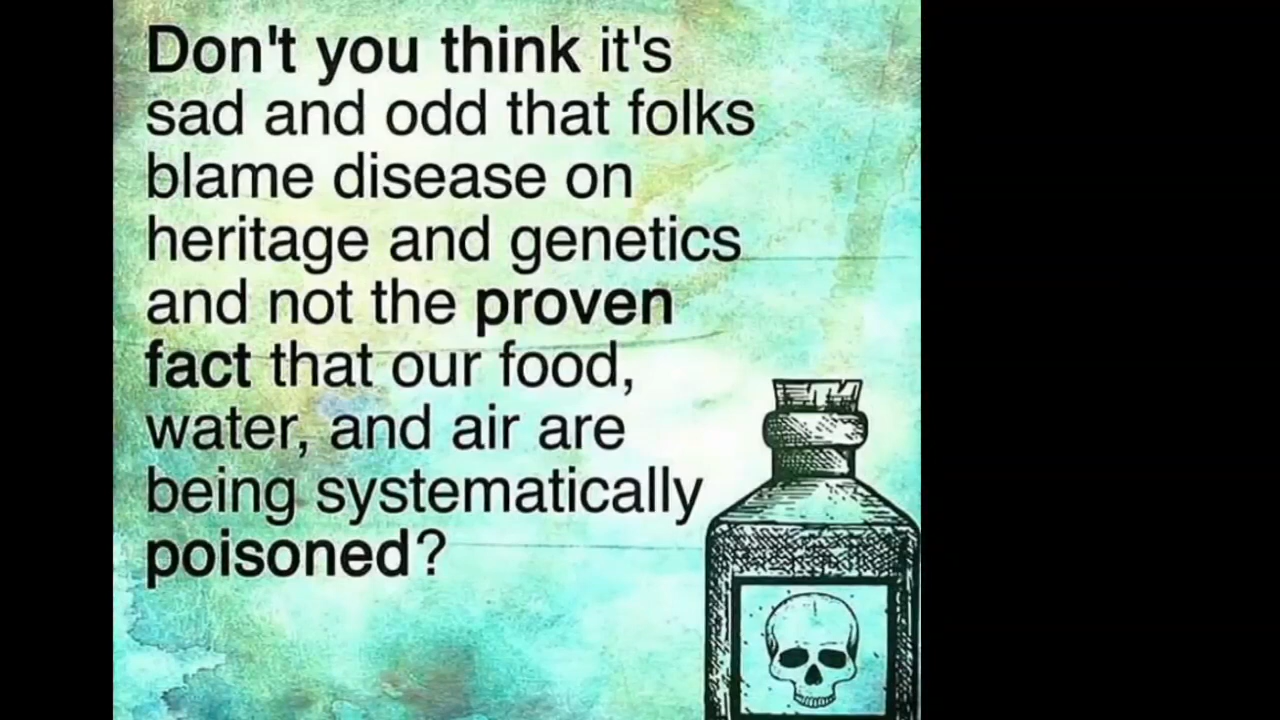 Don't you think it's
sad and odd that folks
blame disease on
heritage and genetics
and not the proven
fact that our food,
water, and air are
being systematically
poisoned?